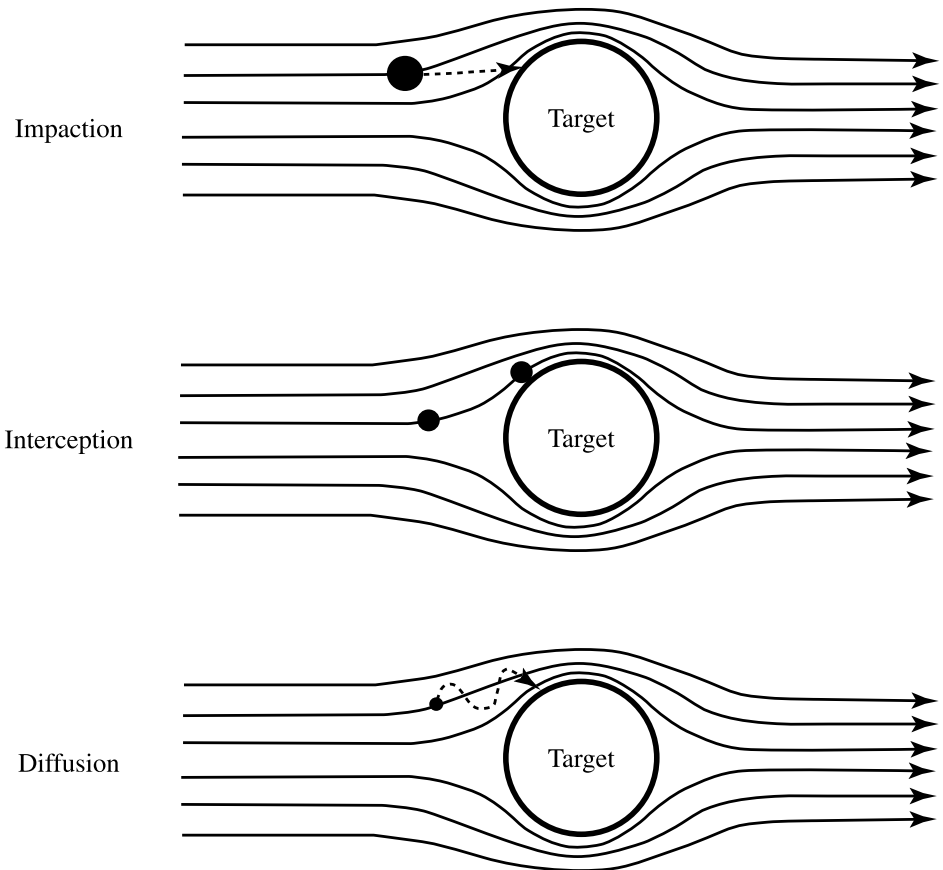 Target
Impaction
Target
Interception
Target
Diffusion